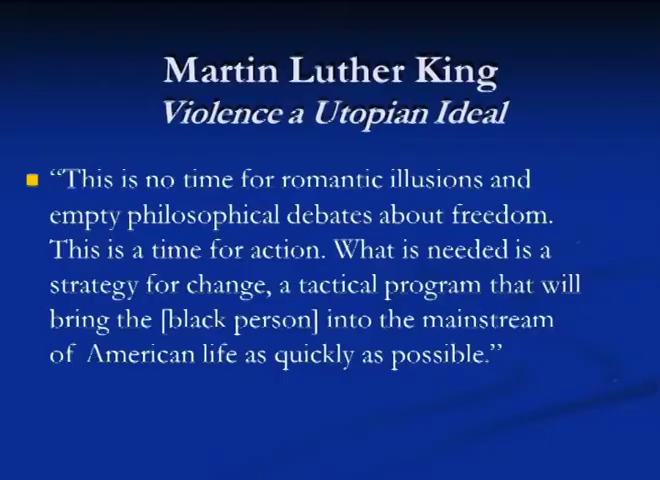 Martin Luther King
Violence a Utopian Ideal
“This is no time for romantic illusions and
empty philosophical debates about freedom.
This is a time for action. What is needed is a
strategy for change, a tactical program that will
bring the [black person] into the mainstream
of American life as quickly as possible.”